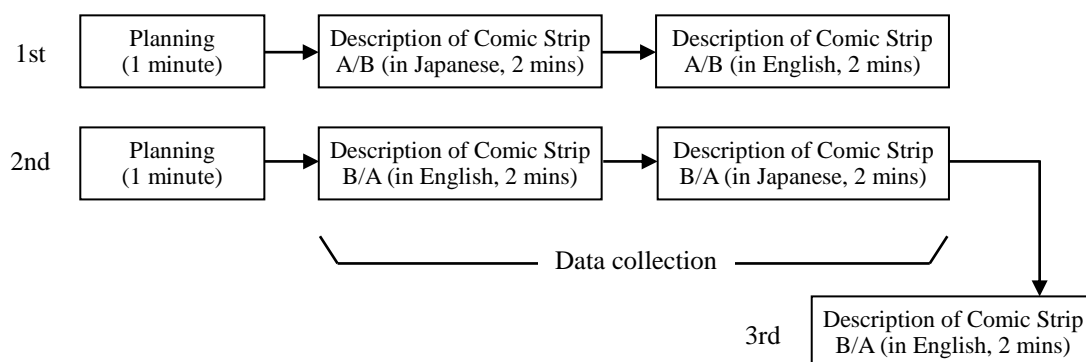 1st
Planning
(1 minute)
Description of Comic Strip
A/B (in Japanese, 2 mins)
Description of Comic Strip
A/B (in English, 2 mins)
2nd
Planning
(1 minute)
Description of Comic Strip
B/A (in English, 2 mins)
Description of Comic Strip
B/A (in Japanese, 2 mins)
Data collection
3rd
Description of Comic Strip
B/A (in English, 2 mins)